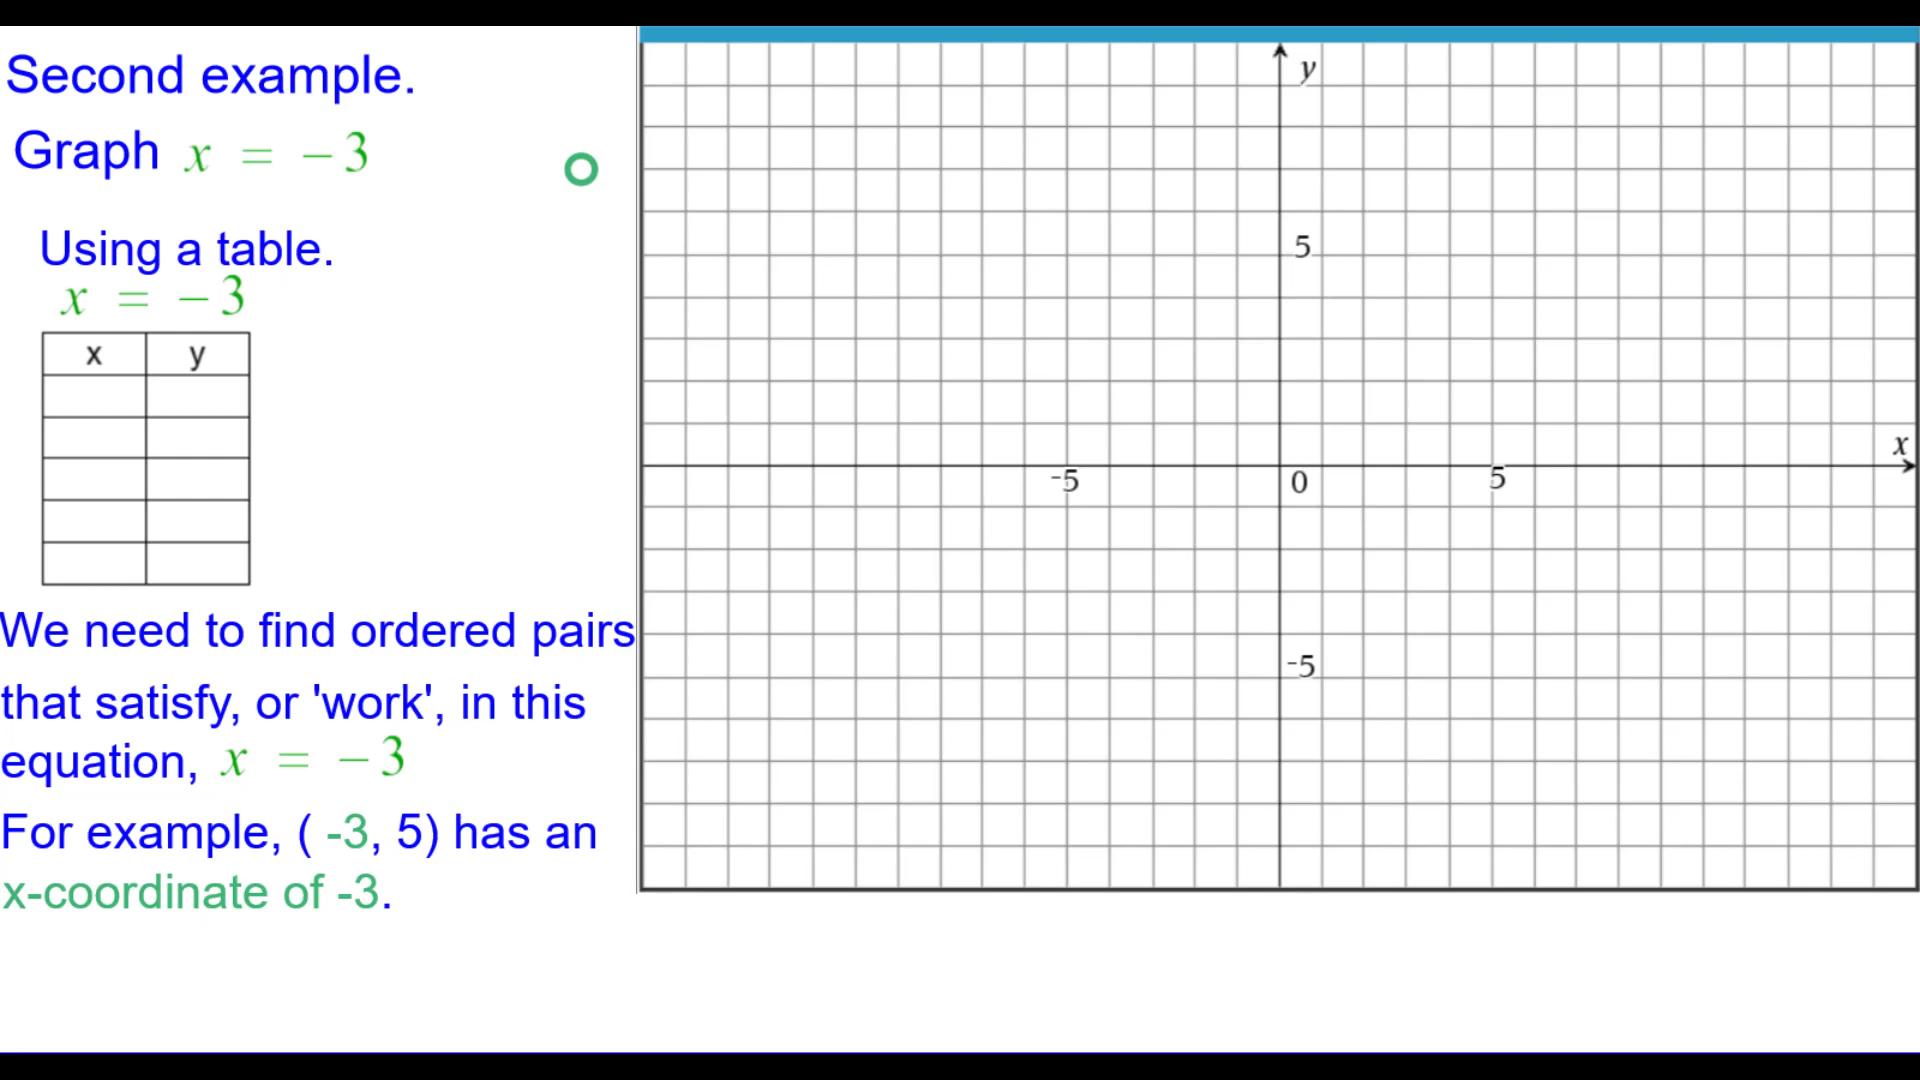 Second example.
Graph x = -3
Using a table.
x = -3
x y
We need to find ordered pairs
that satisfy, or 'work', in this
equation, x = -3
For example, ( -3, 5) has an
x-coordinate of -3.
y
5
x
-5 0 5
-5